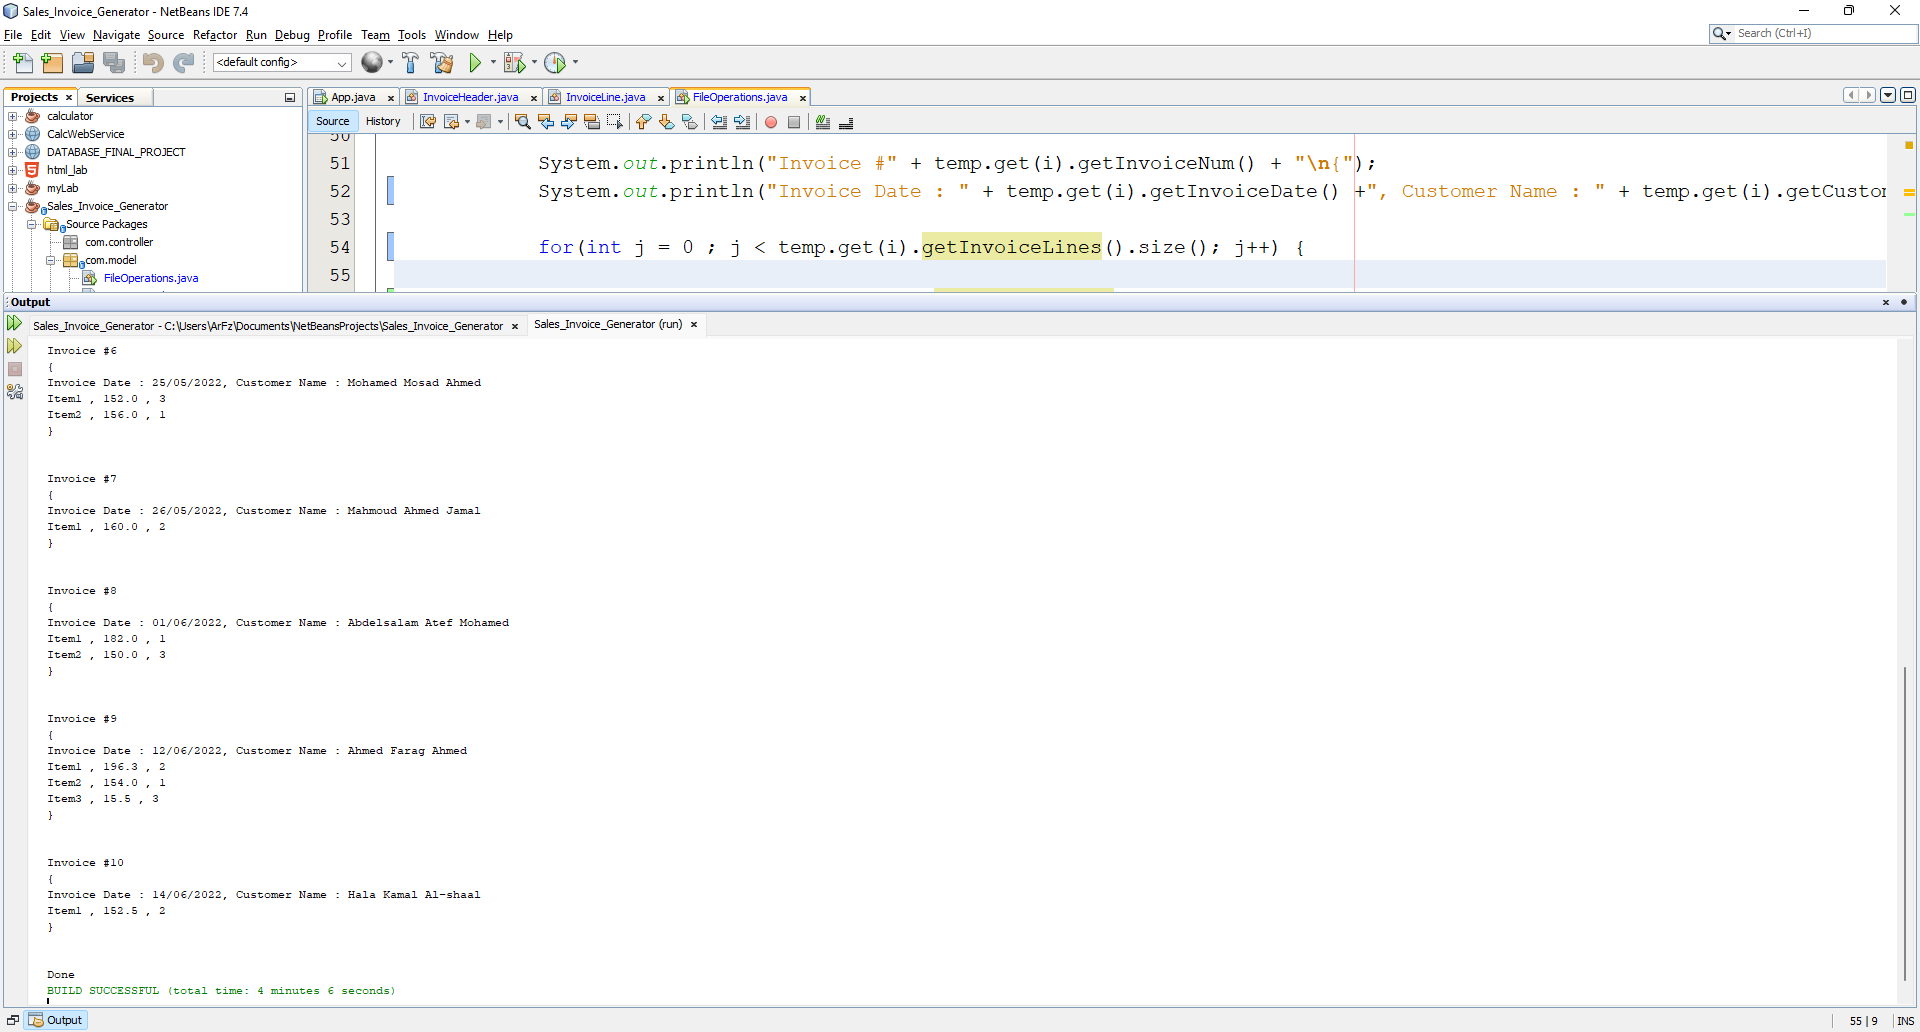 Sales_Invoice_Generator - NetBeans IDE 7.4
File Edit View Navigate Source Refactor Run Debug Profile Team Tools Window Help
Search (Ctrl+I)
<default config>
Projects Services
App.java InvoiceHeader.java InvoiceLine.java FileOperations.java
Source History
calculator
CalcWebService
DATABASE_FINAL_PROJECT
html_lab
myLab
Sales_Invoice_Generator
Source Packages
com.controller
com.model
FileOperations.java
50
51 System.out.println("Invoice #" + temp.get(i).getInvoiceNum() + "\n{");
52 System.out.println("Invoice Date : " + temp.get(i).getInvoiceDate() +", Customer Name : " + temp.get(i).getCuston
53
54 for(int j = 0 ; j < temp.get(i).getInvoiceLines().size(); j++) {
55
Output
Sales_Invoice_Generator - C:\Users\ArFz\Documents\NetBeansProjects\Sales_Invoice_Generator Sales_Invoice_Generator (run)
Invoice #6
{
Invoice Date : 25/05/2022, Customer Name : Mohamed Mosad Ahmed
Item1 , 152.0 , 3
Item2 , 156.0 , 1
}
Invoice #7
{
Invoice Date : 26/05/2022, Customer Name : Mahmoud Ahmed Jamal
Item1 , 160.0 , 2
}
Invoice #8
{
Invoice Date : 01/06/2022, Customer Name : Abdelsalam Atef Mohamed
Item1 , 182.0 , 1
Item2 , 150.0 , 3
}
Invoice #9
{
Invoice Date : 12/06/2022, Customer Name : Ahmed Farag Ahmed
Item1 , 196.3 , 2
Item2 , 154.0 , 1
Item3 , 15.5 , 3
}
Invoice #10
{
Invoice Date : 14/06/2022, Customer Name : Hala Kamal Al-shaal
Item1 , 152.5 , 2
}
Done
BUILD SUCCESSFUL (total time: 4 minutes 6 seconds)
Output
55 | 9 INS